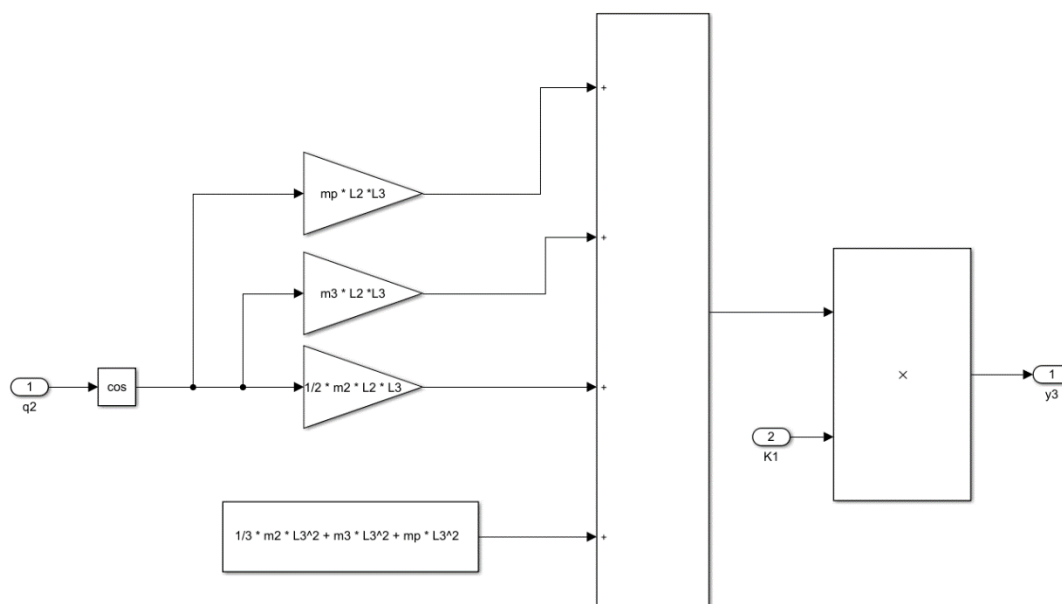 +
mp * L2 *L3
+
m3 * L2 *L3
1
q2
cos
1/2 * m2 * L2 * L3
+
×
1
y3
2
K1
1/3 * m2 * L3^2 + m3 * L3^2 + mp * L3^2
+